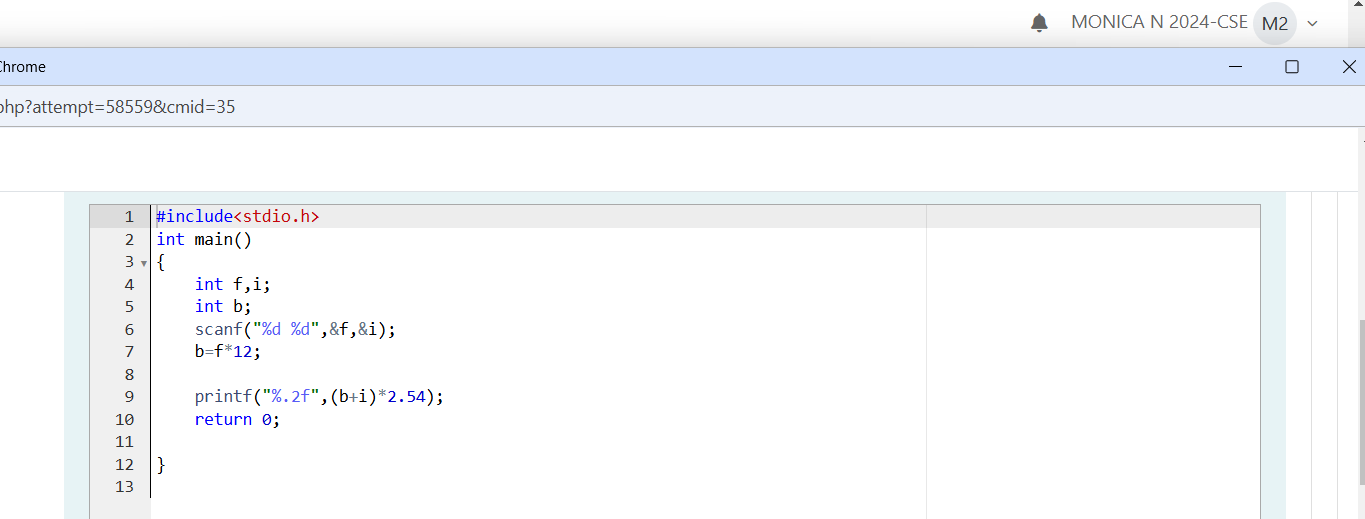 MONICA N 2024-CSE M2
Chrome
php?attempt=58559&cmid=35
1 #include<stdio.h>
2 int main()
3 {
4     int f,i;
5     int b;
6     scanf("%d %d",&f,&i);
7     b=f*12;
8
9     printf("%.2f",(b+i)*2.54);
10     return 0;
11
12 }
13